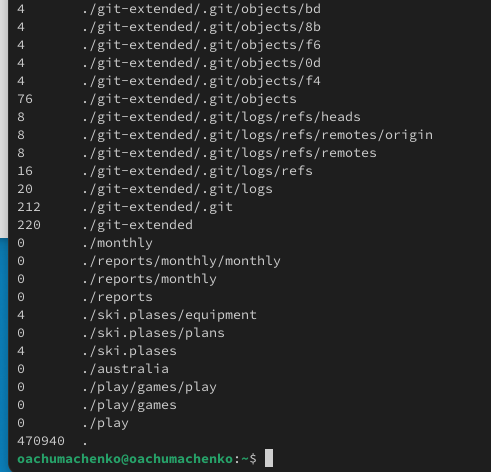 4 ./git-extended/.git/objects/bd
4 ./git-extended/.git/objects/8b
4 ./git-extended/.git/objects/f6
4 ./git-extended/.git/objects/0d
4 ./git-extended/.git/objects/f4
76 ./git-extended/.git/objects
8 ./git-extended/.git/logs/refs/heads
8 ./git-extended/.git/logs/refs/remotes/origin
8 ./git-extended/.git/logs/refs/remotes
16 ./git-extended/.git/logs/refs
20 ./git-extended/.git/logs
212 ./git-extended/.git
220 ./git-extended
0 ./monthly
0 ./reports/monthly/monthly
0 ./reports/monthly
0 ./reports
4 ./ski.plases/equipment
0 ./ski.plases/plans
4 ./ski.plases
0 ./australia
0 ./play/games/play
0 ./play/games
0 ./play
470940 .
oachumachenko@oachumachenko:~$